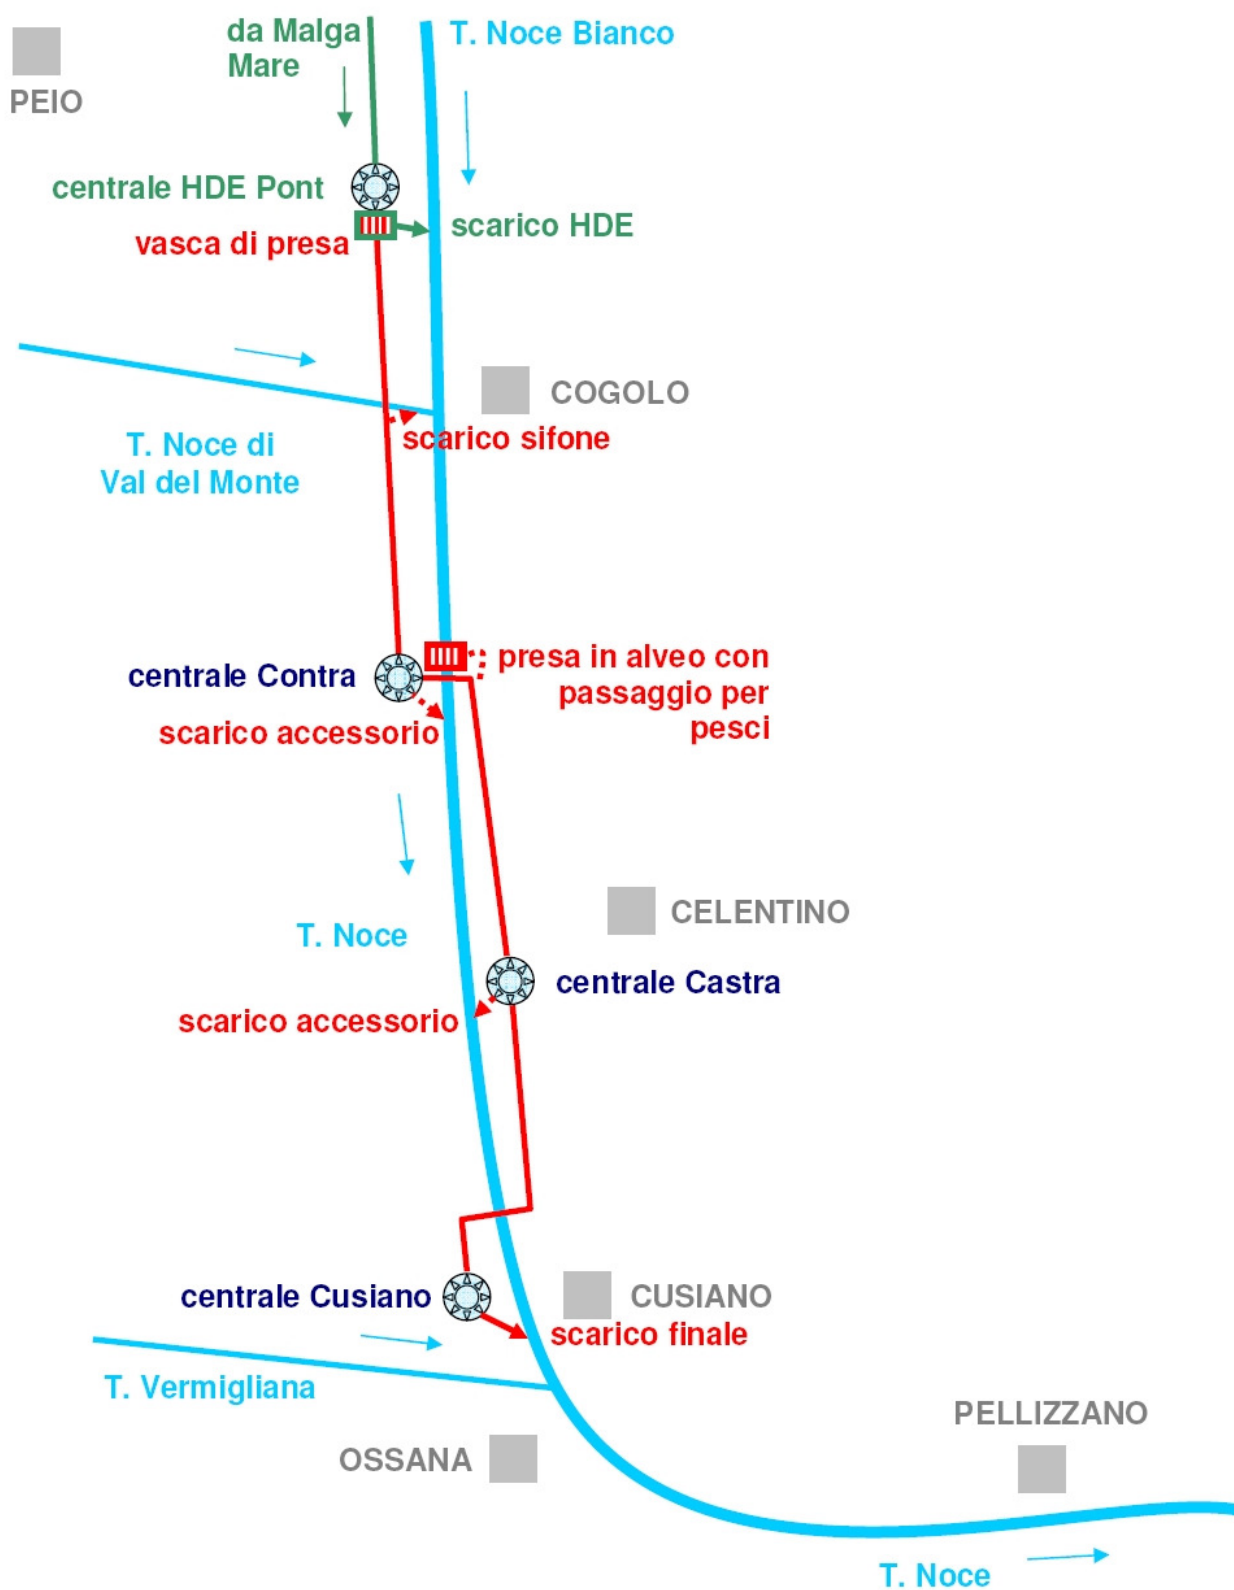 da Malga
Mare
T. Noce Bianco
PEIO
centrale HDE Pont
scarico HDE
vasca di presa
COGOLO
scarico sifone
T. Noce di
Val del Monte
presa in alveo con
passaggio per
pesci
centrale Contra
scarico accessorio
CELENTINO
T. Noce
centrale Castra
scarico accessorio
centrale Cusiano
CUSIANO
scarico finale
T. Vermigliana
PELLIZZANO
OSSANA
T. Noce